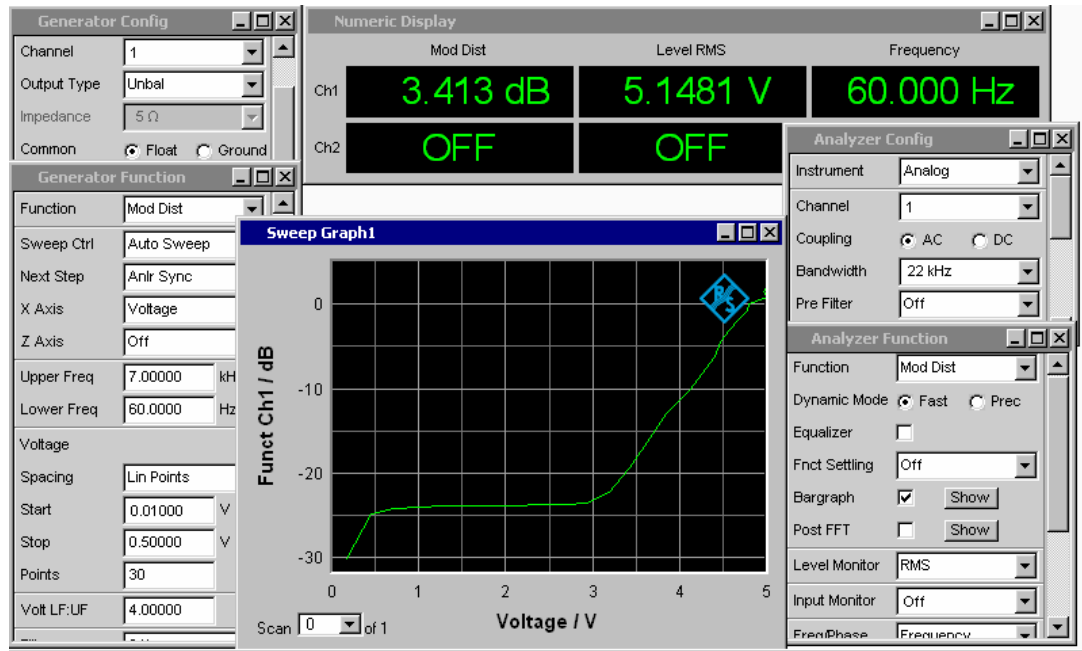 Generator Config
Channel 1
Output Type Unbal
Impedance 5 Ω
Common Float Ground
Generator Function
Function Mod Dist
Sweep Ctrl Auto Sweep
Next Step Anlr Sync
X Axis Voltage
Z Axis Off
Upper Freq 7.00000 kH
Lower Freq 60.0000 Hz
Voltage
Spacing Lin Points
Start 0.01000 V
Stop 0.50000 V
Points 30
Volt LF:UF 4.00000
Numeric Display
Mod Dist Level RMS Frequency
Ch1 3.413 dB 5.1481 V 60.000 Hz
Ch2 OFF OFF
Sweep Graph1
R/S
Funct Ch1 / dB
0
-10
-20
-30
0 1 2 3 4 5
Voltage / V
Scan 0 of 1
Analyzer Config
Instrument Analog
Channel 1
Coupling AC DC
Bandwidth 22 kHz
Pre Filter Off
Analyzer Function
Function Mod Dist
Dynamic Mode Fast Prec
Equalizer
Fnct Settling Off
Bargraph Show
Post FFT Show
Level Monitor RMS
Input Monitor Off
Freq/Phase Frequency